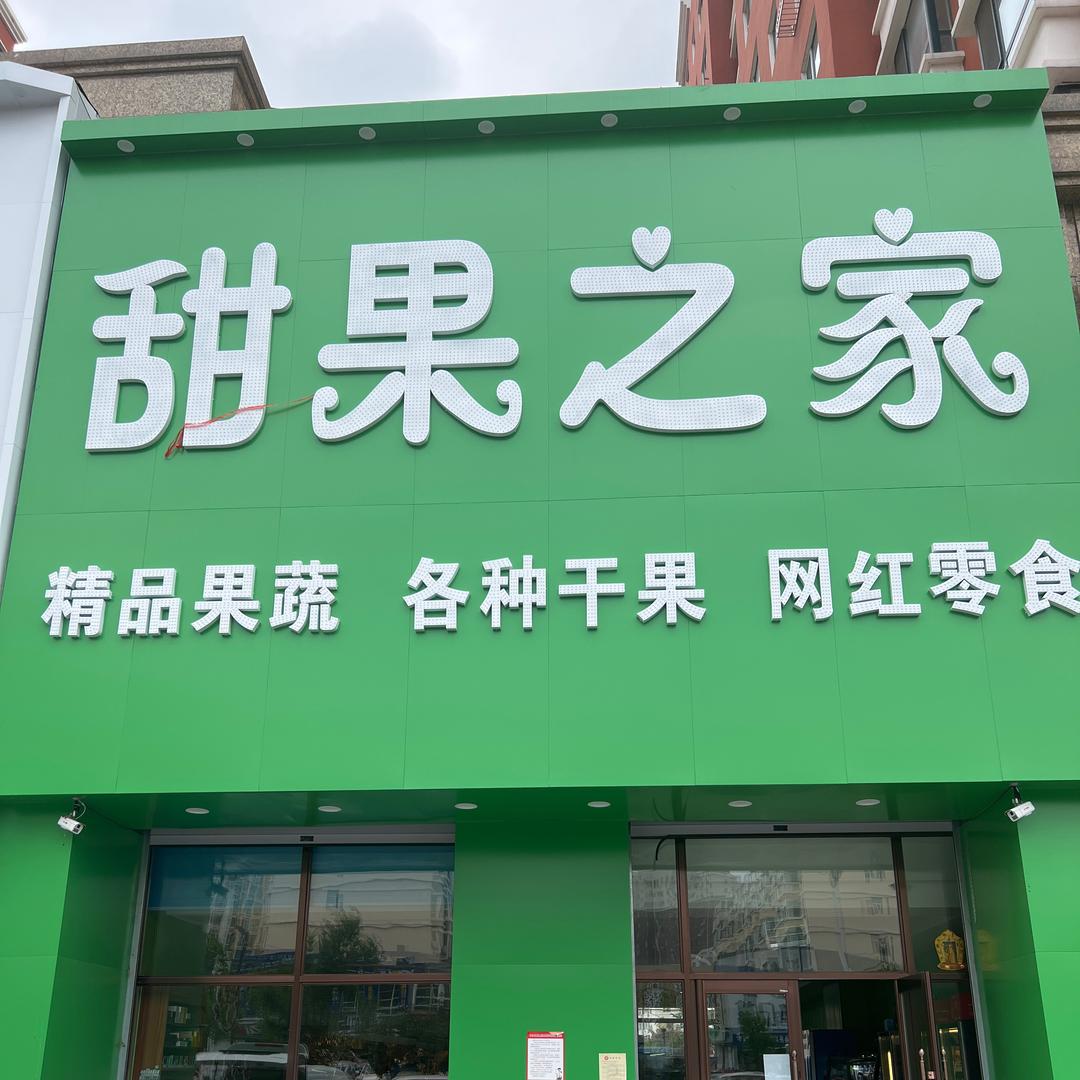 甜果之家
精品果蔬 各种干果 网红零食